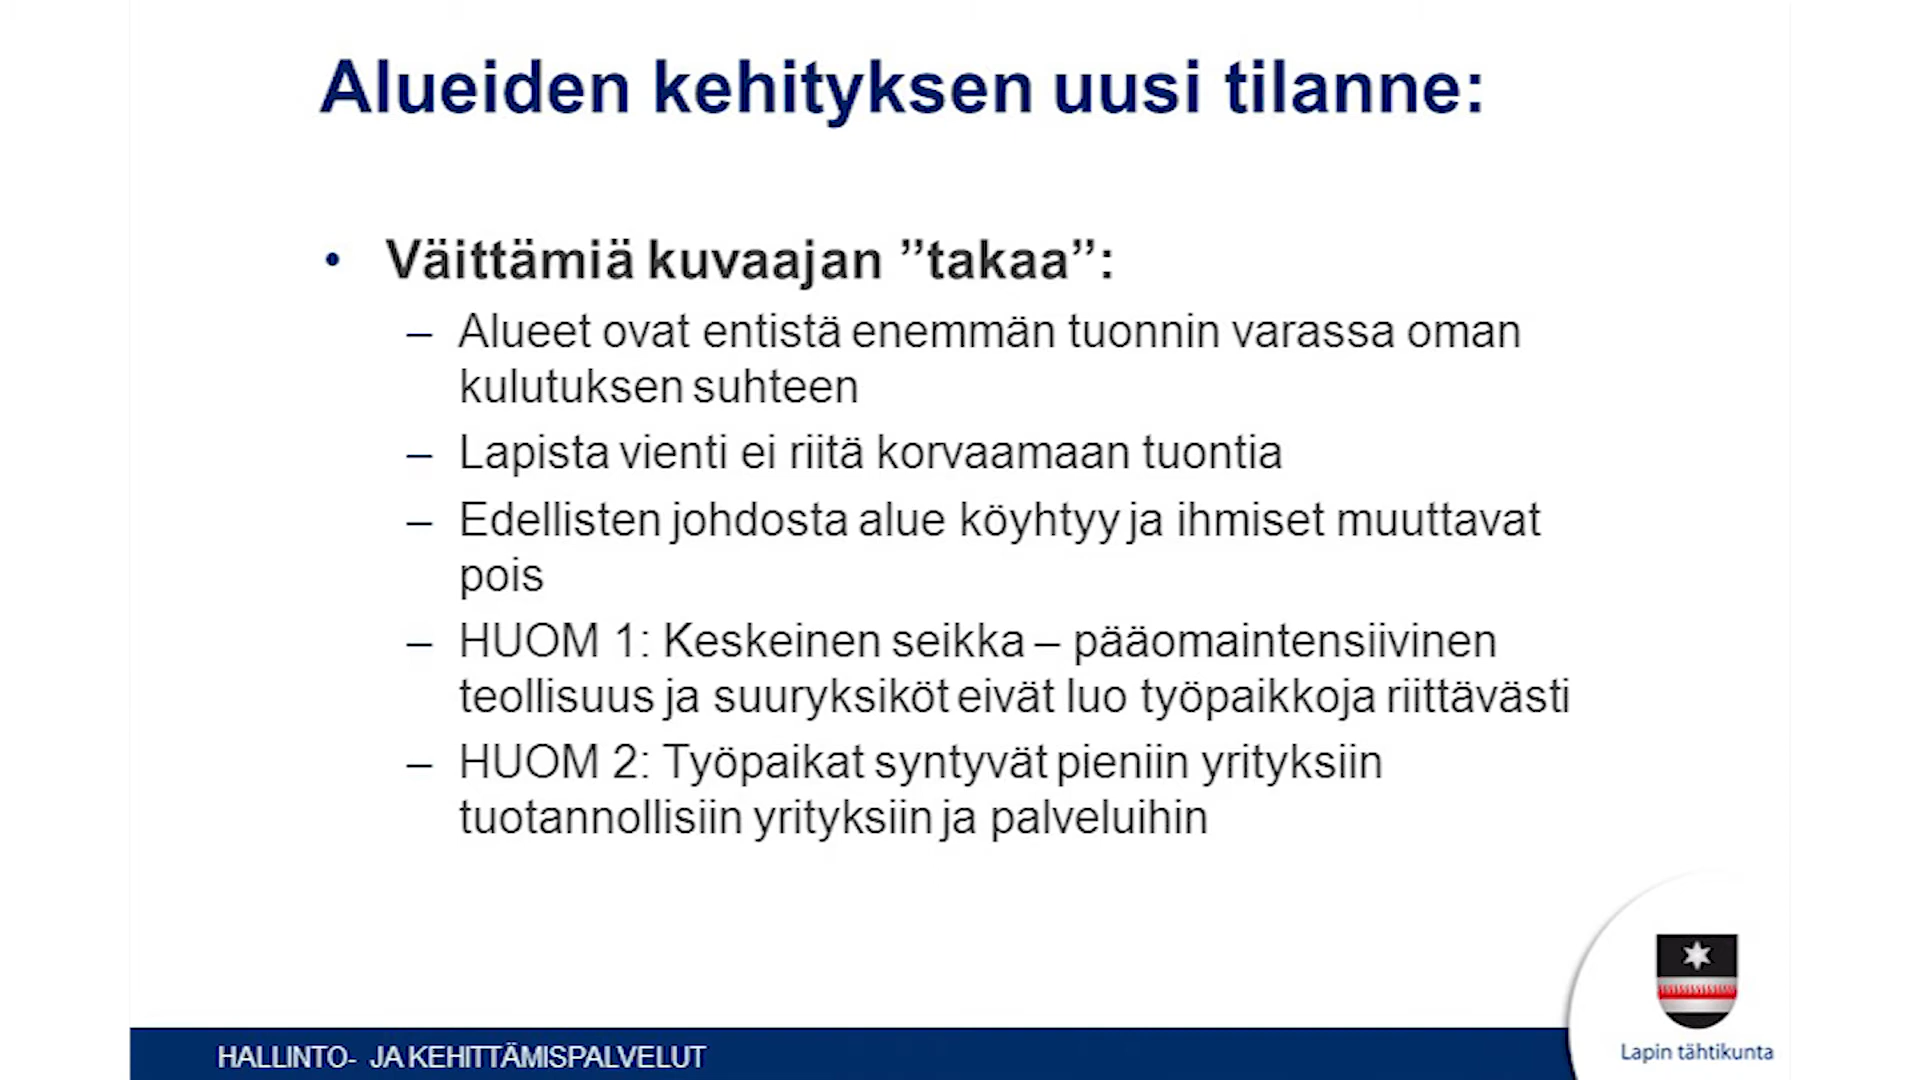 Alueiden kehityksen uusi tilanne:
• Väittämiä kuvaajan ”takaa”:
– Alueet ovat entistä enemmän tuonnin varassa oman
kulutuksen suhteen
– Lapista vienti ei riitä korvaamaan tuontia
– Edellisten johdosta alue köyhtyy ja ihmiset muuttavat
pois
– HUOM 1: Keskeinen seikka – pääomaintensiivinen
teollisuus ja suuryksiköt eivät luo työpaikkoja riittävästi
– HUOM 2: Työpaikat syntyvät pieniin yrityksiin
tuotannollisiin yrityksiin ja palveluihin
HALLINTO- JA KEHITTÄMISPALVELUT
Lapin tähtikunta